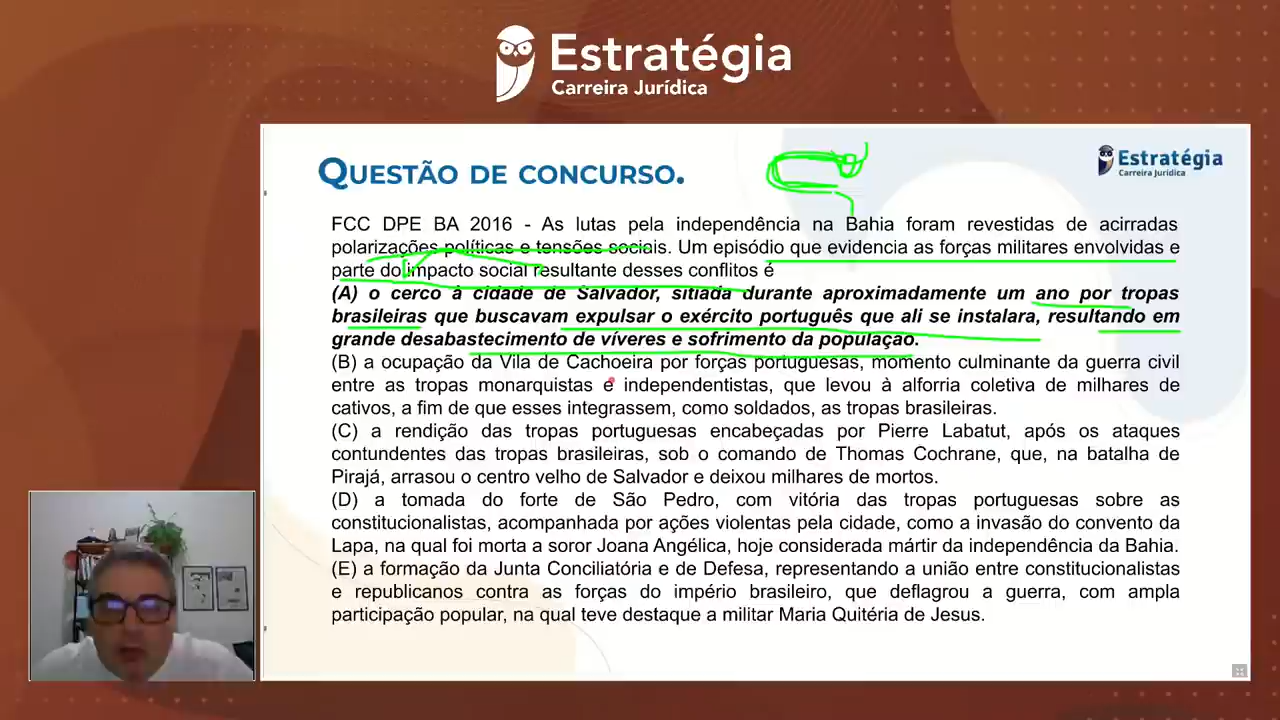 Estratégia
Carreira Jurídica
QUESTÃO DE CONCURSO.
Estratégia
Carreira Jurídica
FCC DPE BA 2016 - As lutas pela independência na Bahia foram revestidas de acirradas
polarizações políticas e tensões sociais. Um episódio que evidencia as forças militares envolvidas e
parte do impacto social resultante desses conflitos é
(A) o cerco à cidade de Salvador, sitiada durante aproximadamente um ano por tropas
brasileiras que buscavam expulsar o exército português que ali se instalara, resultando em
grande desabastecimento de víveres e sofrimento da população.
(B) a ocupação da Vila de Cachoeira por forças portuguesas, momento culminante da guerra civil
entre as tropas monarquistas e independentistas, que levou à alforria coletiva de milhares de
cativos, a fim de que esses integrassem, como soldados, as tropas brasileiras.
(C) a rendição das tropas portuguesas encabeçadas por Pierre Labatut, após os ataques
contundentes das tropas brasileiras, sob o comando de Thomas Cochrane, que, na batalha de
Pirajá, arrasou o centro velho de Salvador e deixou milhares de mortos.
(D) a tomada do forte de São Pedro, com vitória das tropas portuguesas sobre as
constitucionalistas, acompanhada por ações violentas pela cidade, como a invasão do convento da
Lapa, na qual foi morta a soror Joana Angélica, hoje considerada mártir da independência da Bahia.
(E) a formação da Junta Conciliatória e de Defesa, representando a união entre constitucionalistas
e republicanos contra as forças do império brasileiro, que deflagrou a guerra, com ampla
participação popular, na qual teve destaque a militar Maria Quitéria de Jesus.